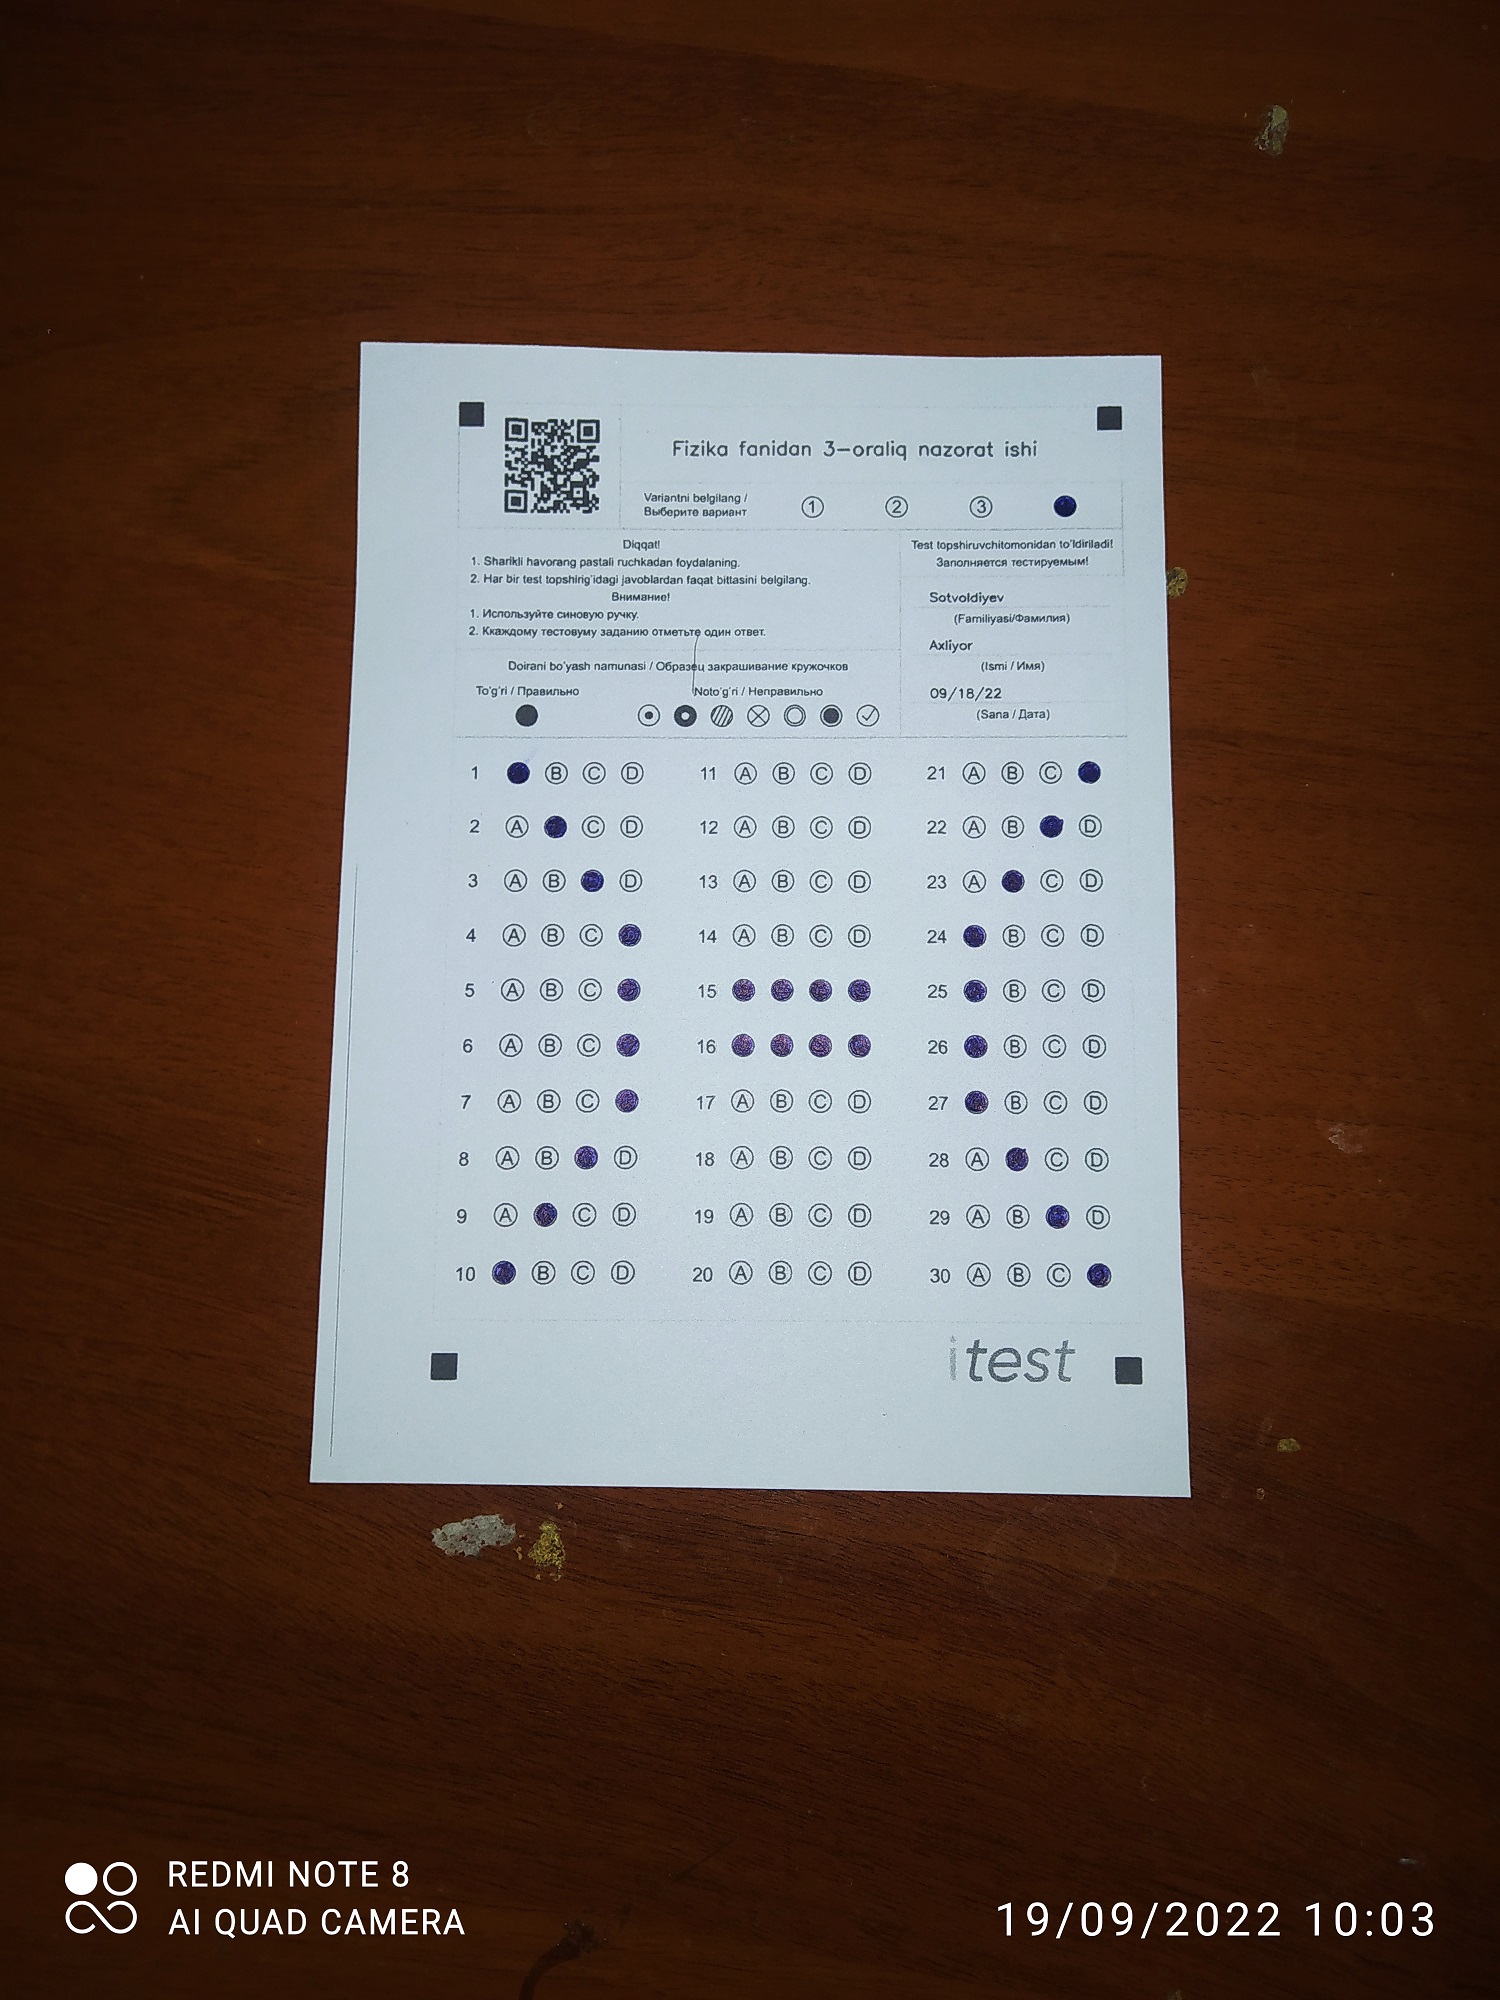 Fizika fanidan 3-oraliq nazorat ishi
Variantni belgilang /
Выберите вариант
1 2 3
Diqqat!
1. Sharikli havorang pastali ruchkadan foydalaning.
2. Har bir test topshirig'idagi javoblardan faqat bittasini belgilang.
Внимание!
1. Используйте синовую ручку.
2. Ккаждому тестовуму заданию отметьте один ответ.
Test topshiruvchitomonidan to'ldiriladi!
Заполняется тестируемым!
Sotvoldiyev
(Familiyasi/Фамилия)
Axliyor
(Ismi / Имя)
09/18/22
(Sana / Дата)
Doirani bo'yash namunasi / Образец закрашивание кружочков
To'g'ri / Правильно
Noto'g'ri / Неправильно
1 B C D
2 A C D
3 A B D
4 A B C
5 A B C
6 A B C
7 A B C
8 A B D
9 A C D
10 B C D
11 A B C D
12 A B C D
13 A B C D
14 A B C D
15
16
17 A B C D
18 A B C D
19 A B C D
20 A B C D
21 A B C
22 A B D
23 A C D
24 B C D
25 B C D
26 B C D
27 B C D
28 A C D
29 A B D
30 A B C
itest
REDMI NOTE 8
AI QUAD CAMERA
19/09/2022 10:03